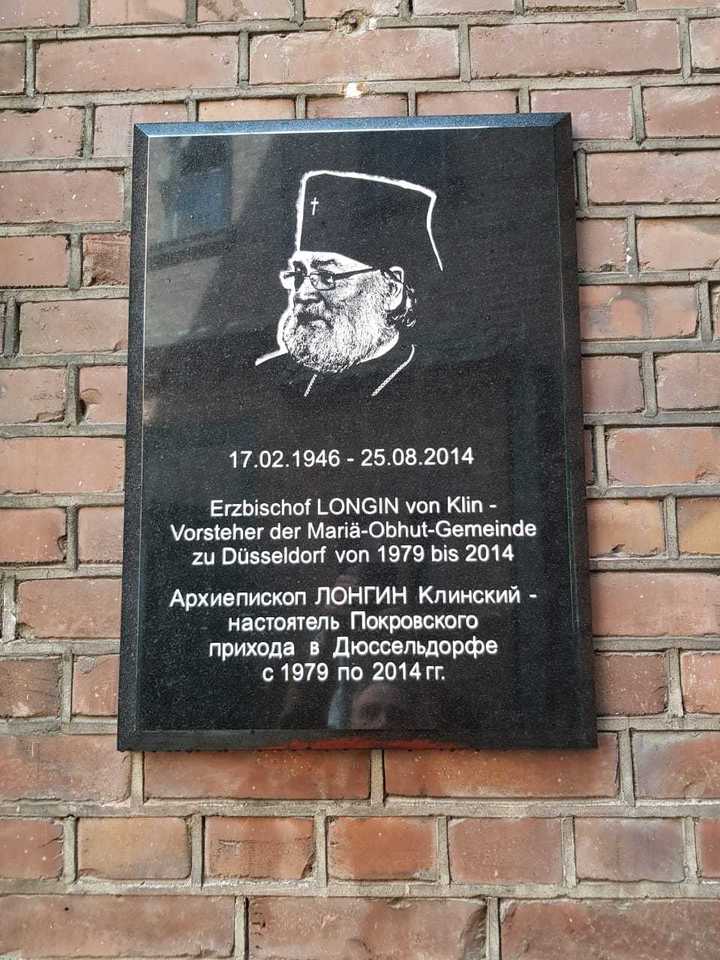 17.02.1946 - 25.08.2014
Erzbischof LONGIN von Klin -
Vorsteher der Mariä-Obhut-Gemeinde
zu Düsseldorf von 1979 bis 2014
Архиепископ ЛОНГИН Клинский -
настоятель Покровского
прихода в Дюссельдорфе
с 1979 по 2014 гг.